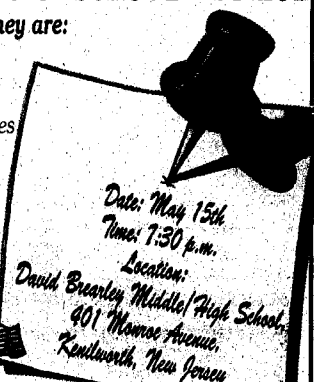 ney are:
es
Date: May 15th
Time: 7:30 p.m.
Location:
David Brearley Middle/High School,
401 Monroe Avenue,
Kenilworth, New Jersey